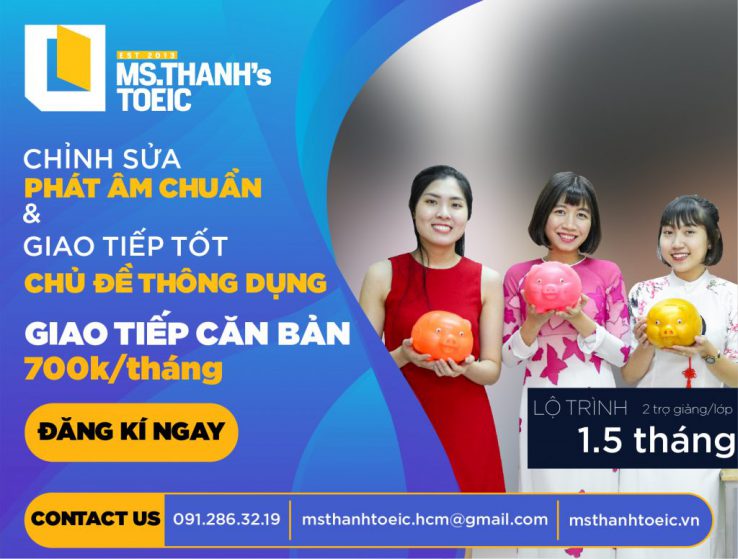 EST 2013
MS.THANH's
TOEIC
CHỈNH SỬA
PHÁT ÂM CHUẨN
&
GIAO TIẾP TỐT
CHỦ ĐỀ THÔNG DỤNG
GIAO TIẾP CĂN BẢN
700k/tháng
ĐĂNG KÍ NGAY
LỘ TRÌNH 2 trợ giảng/lớp
1.5 tháng
CONTACT US 091.286.32.19 msthanhtoeic.hcm@gmail.com msthanhtoeic.vn